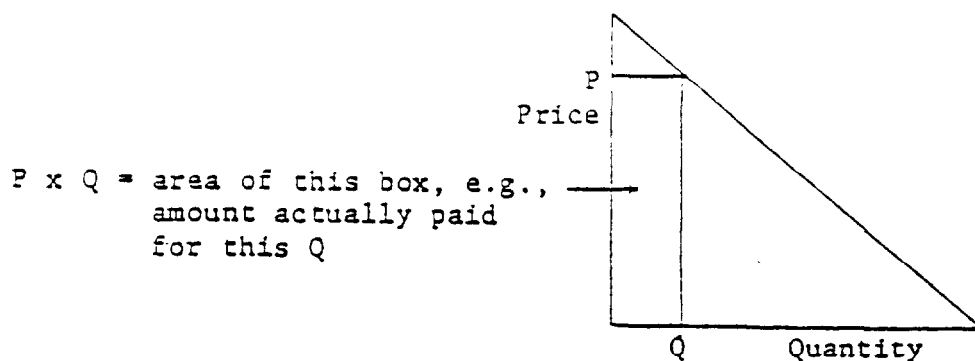 P
Price
P x Q = area of this box, e.g.,
amount actually paid
for this Q
Q Quantity